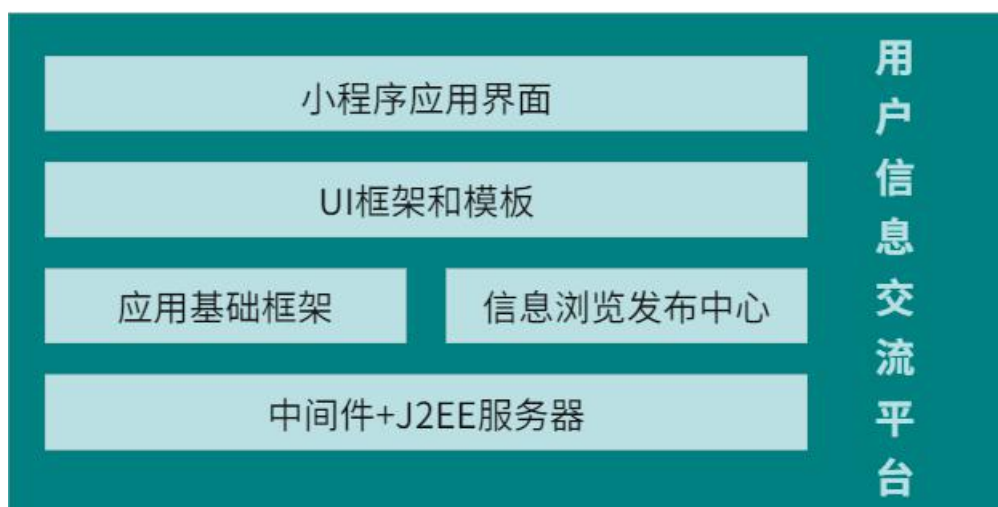 小程序应用界面
UI框架和模板
应用基础框架
信息浏览发布中心
中间件+J2EE服务器
用户信息交流平台